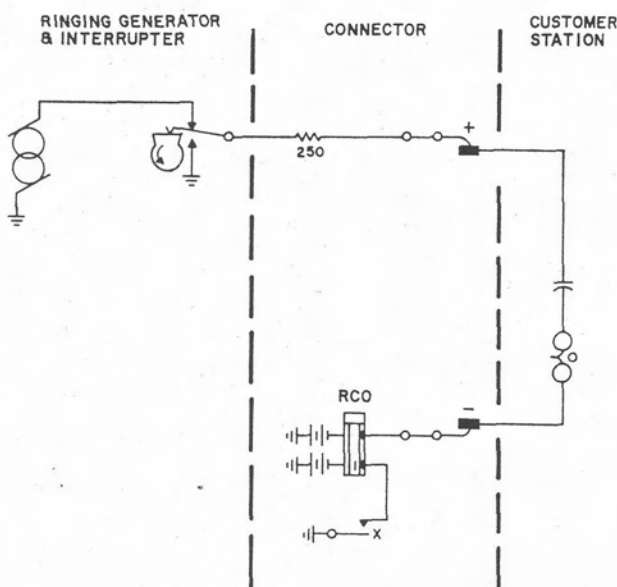 RINGING GENERATOR
& INTERRUPTER
CONNECTOR
CUSTOMER
STATION
+
250
RCO
-
X